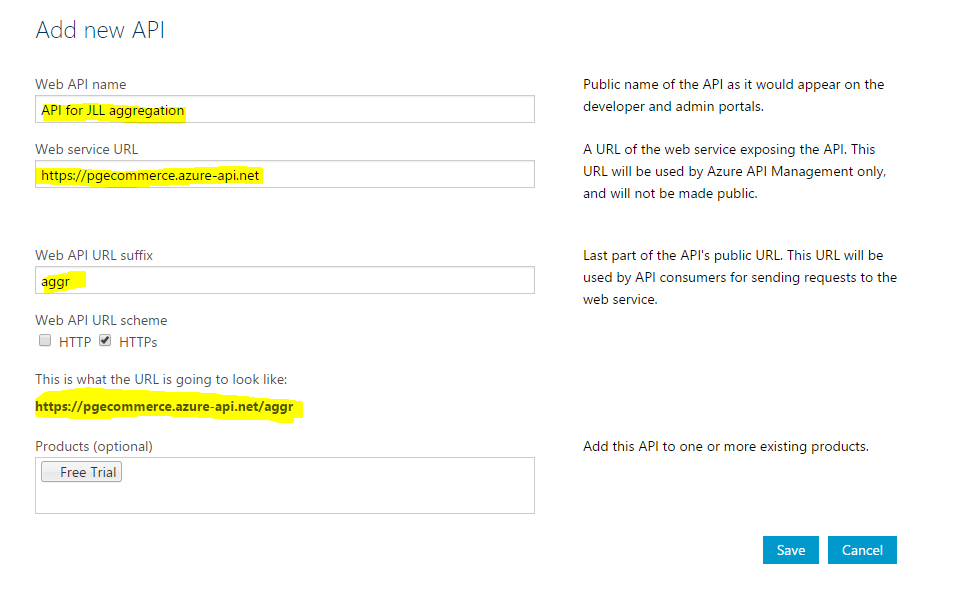 Add new API
Web API name
API for JLL aggregation
Public name of the API as it would appear on the
developer and admin portals.
Web service URL
https://pgecommerce.azure-api.net
A URL of the web service exposing the API. This
URL will be used by Azure API Management only,
and will not be made public.
Web API URL suffix
aggr
Last part of the API's public URL. This URL will be
used by API consumers for sending requests to the
web service.
Web API URL scheme
HTTP HTTPs
This is what the URL is going to look like:
https://pgecommerce.azure-api.net/aggr
Products (optional)
Free Trial
Add this API to one or more existing products.
Save Cancel